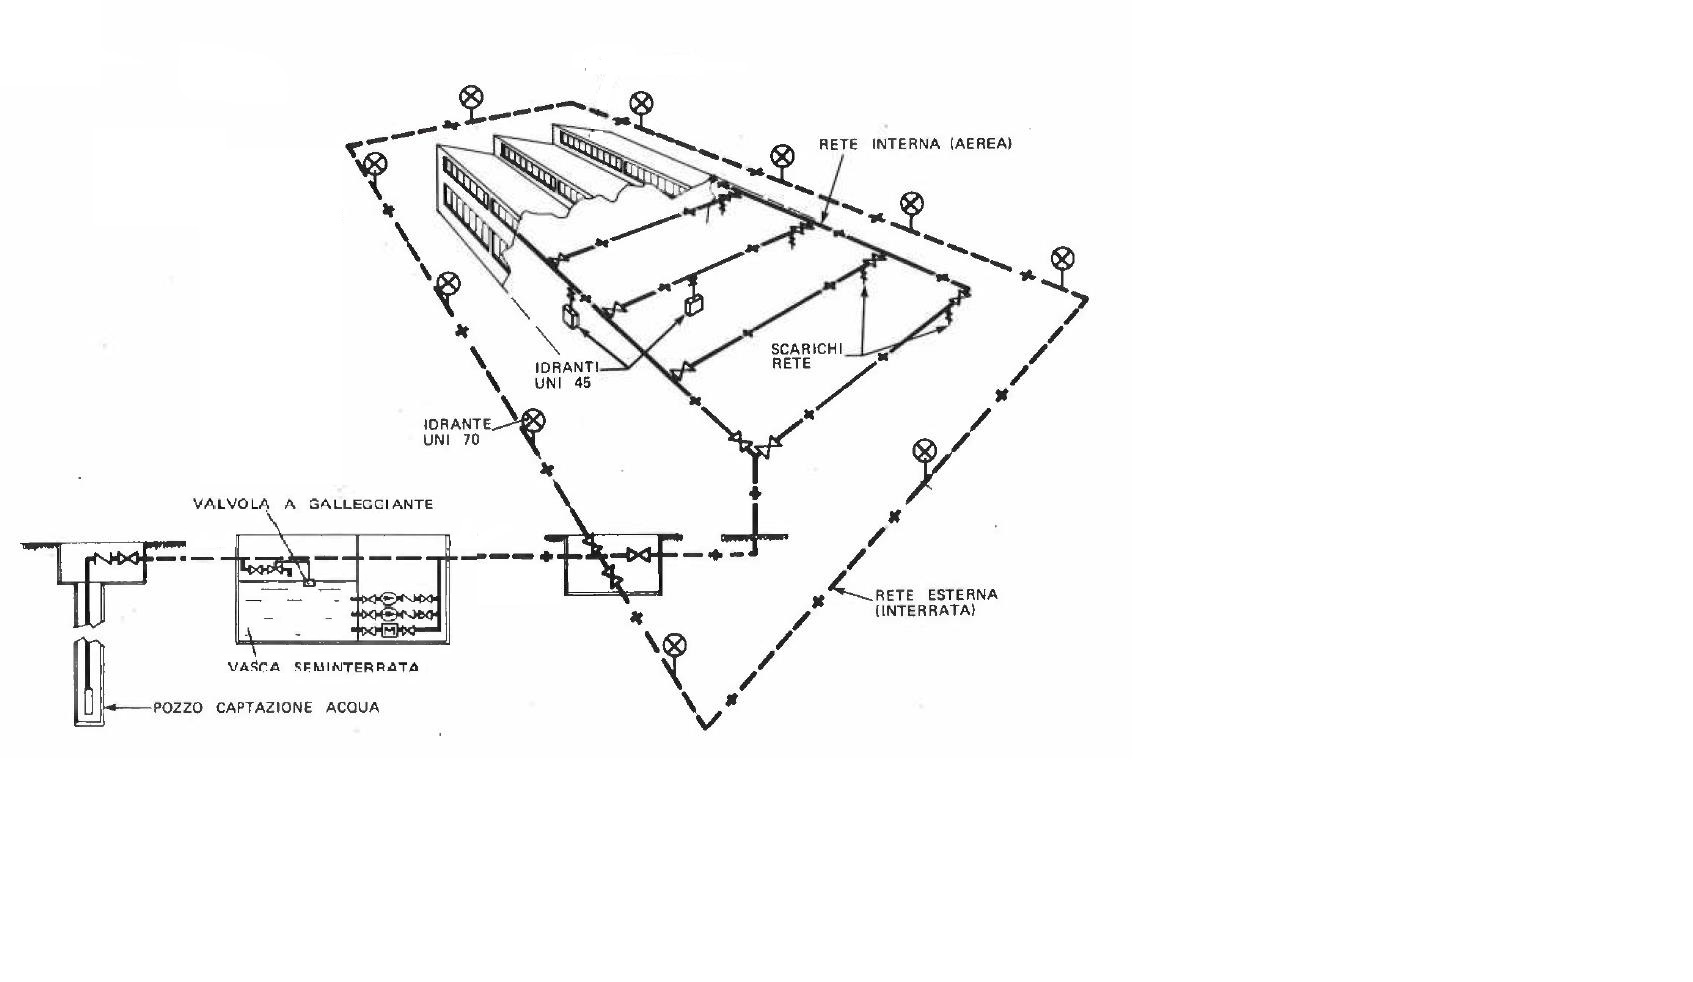 RETE INTERNA (AEREA)
SCARICHI
RETE
IDRANTI
UNI 45
IDRANTE
UNI 70
VALVOLA A GALLEGGIANTE
RETE ESTERNA
(INTERRATA)
VASCA SEMINTERRATA
POZZO CAPTAZIONE ACQUA
M